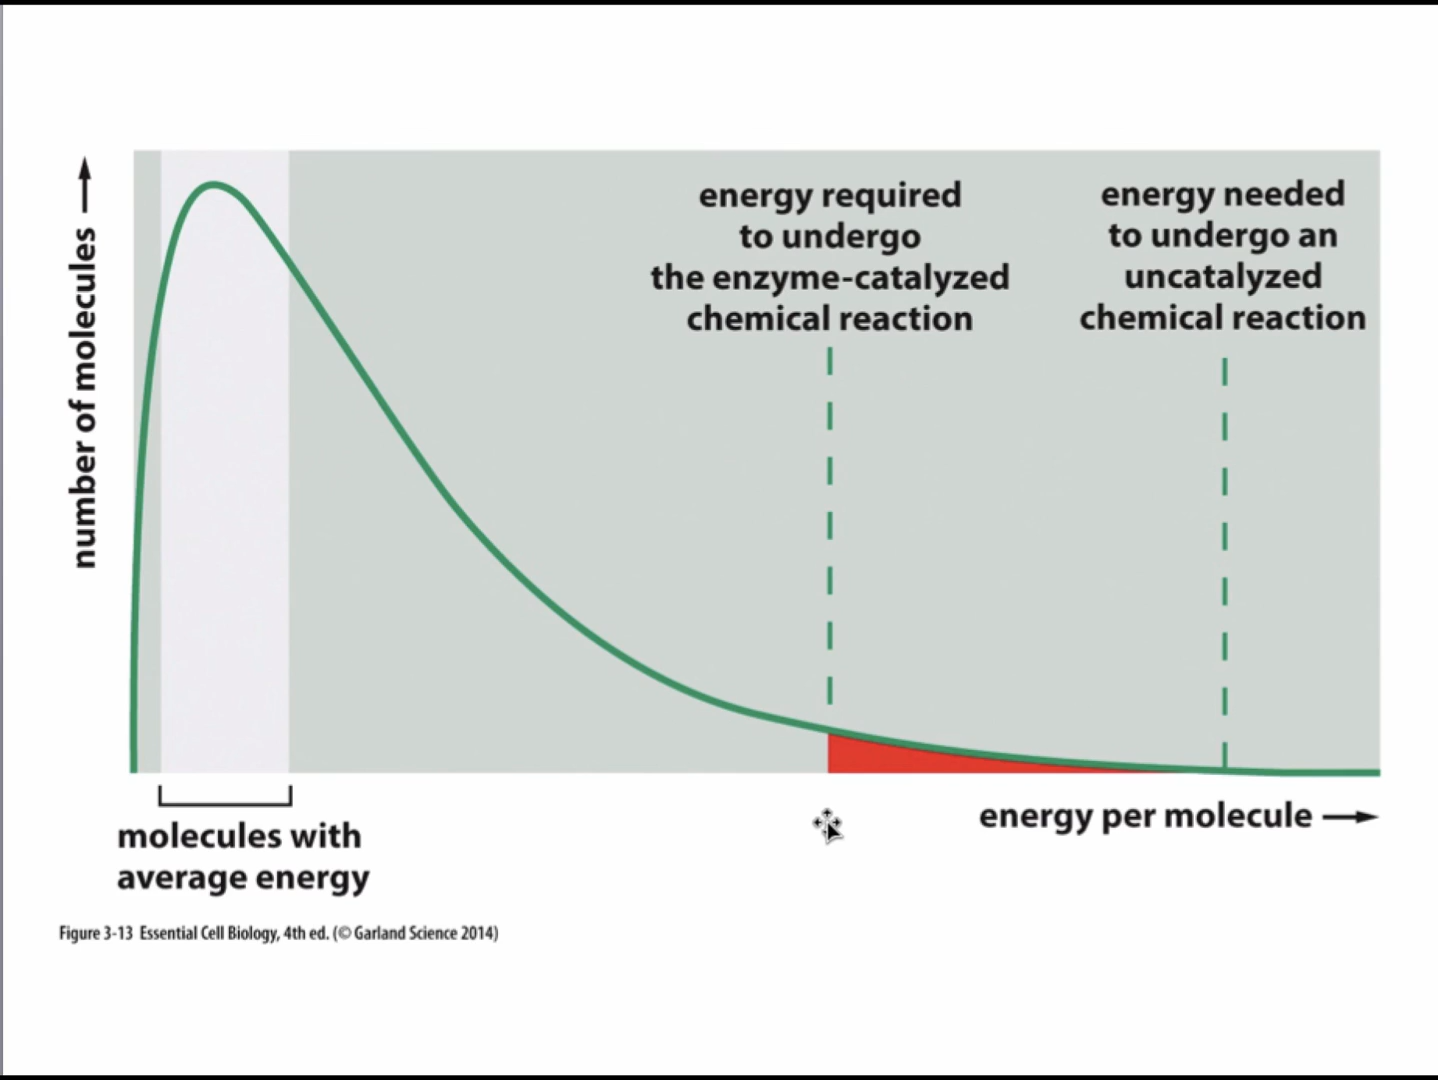 number of molecules
energy required
to undergo
the enzyme-catalyzed
chemical reaction
energy needed
to undergo an
uncatalyzed
chemical reaction
energy per molecule
molecules with
average energy
Figure 3-13 Essential Cell Biology, 4th ed. (© Garland Science 2014)